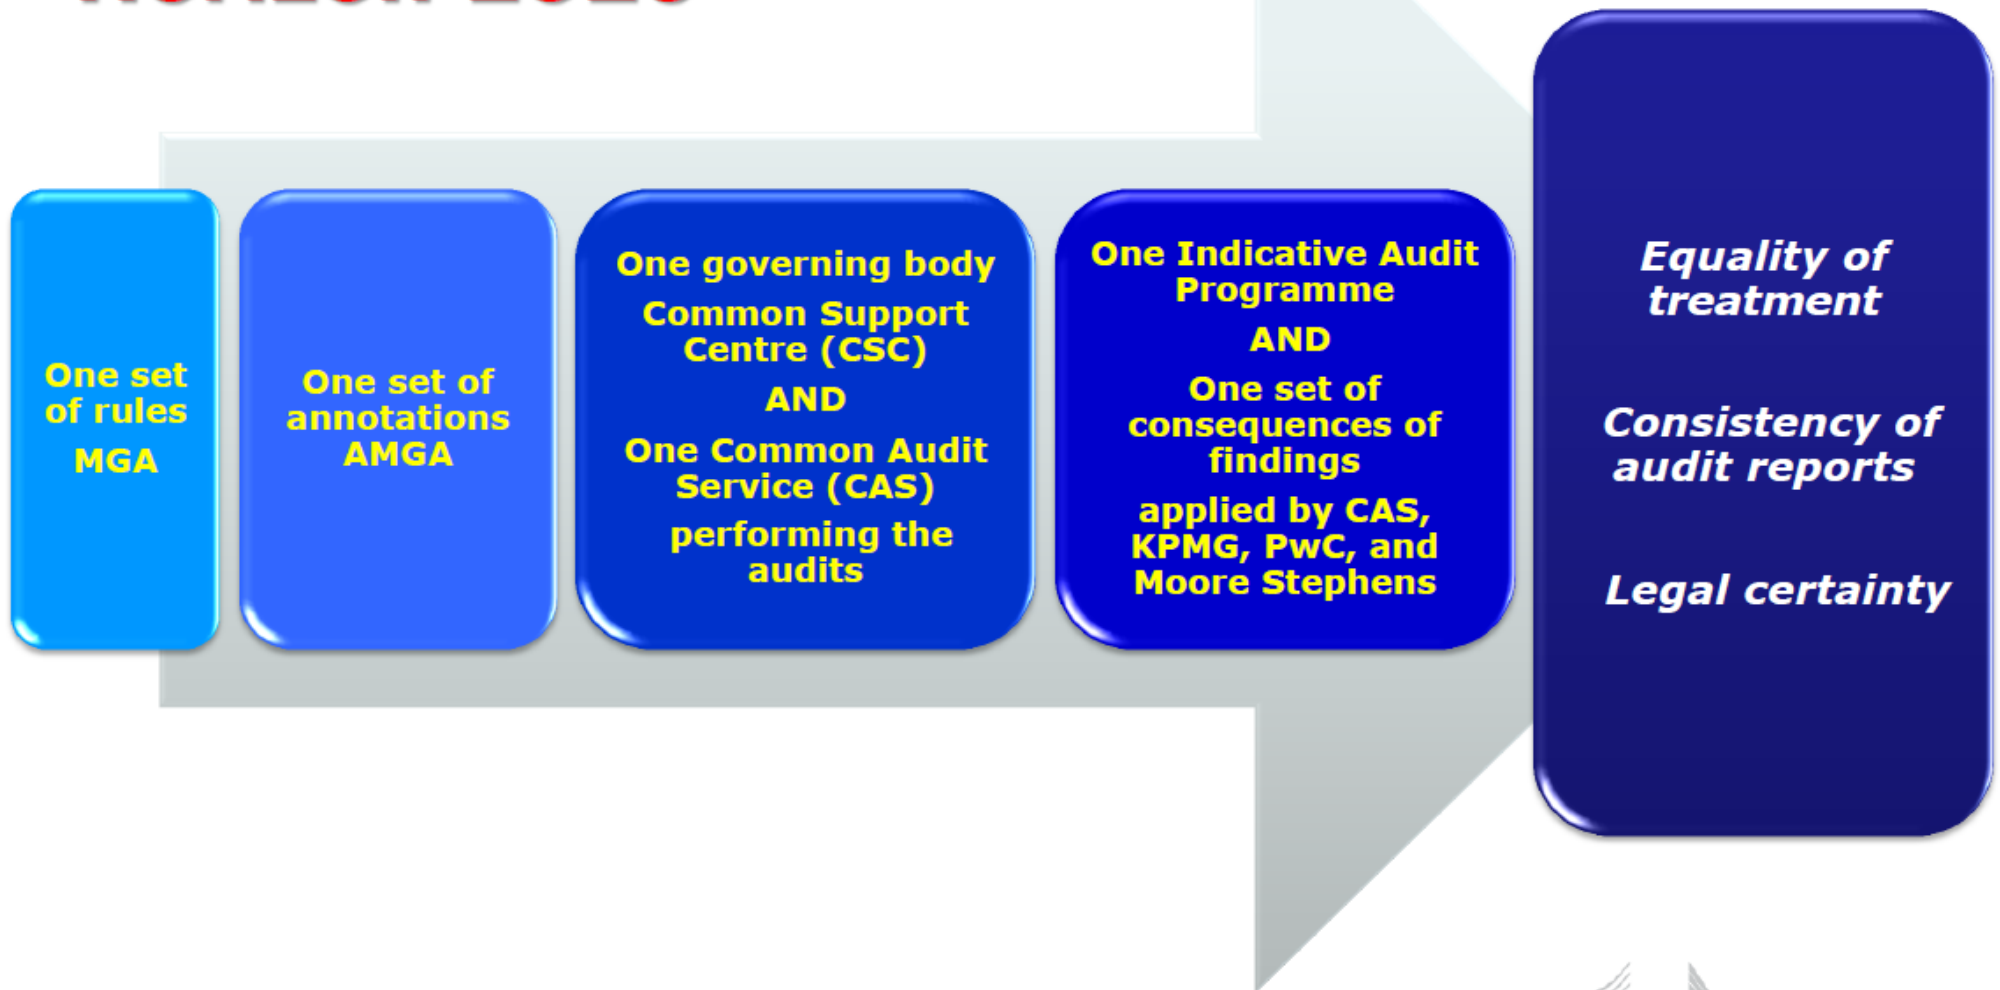 One set
of rules
MGA
One set of
annotations
AMGA
One governing body
Common Support
Centre (CSC)
AND
One Common Audit
Service (CAS)
performing the
audits
One Indicative Audit
Programme
AND
One set of
consequences of
findings
applied by CAS,
KPMG, PwC, and
Moore Stephens
Equality of
treatment
Consistency of
audit reports
Legal certainty